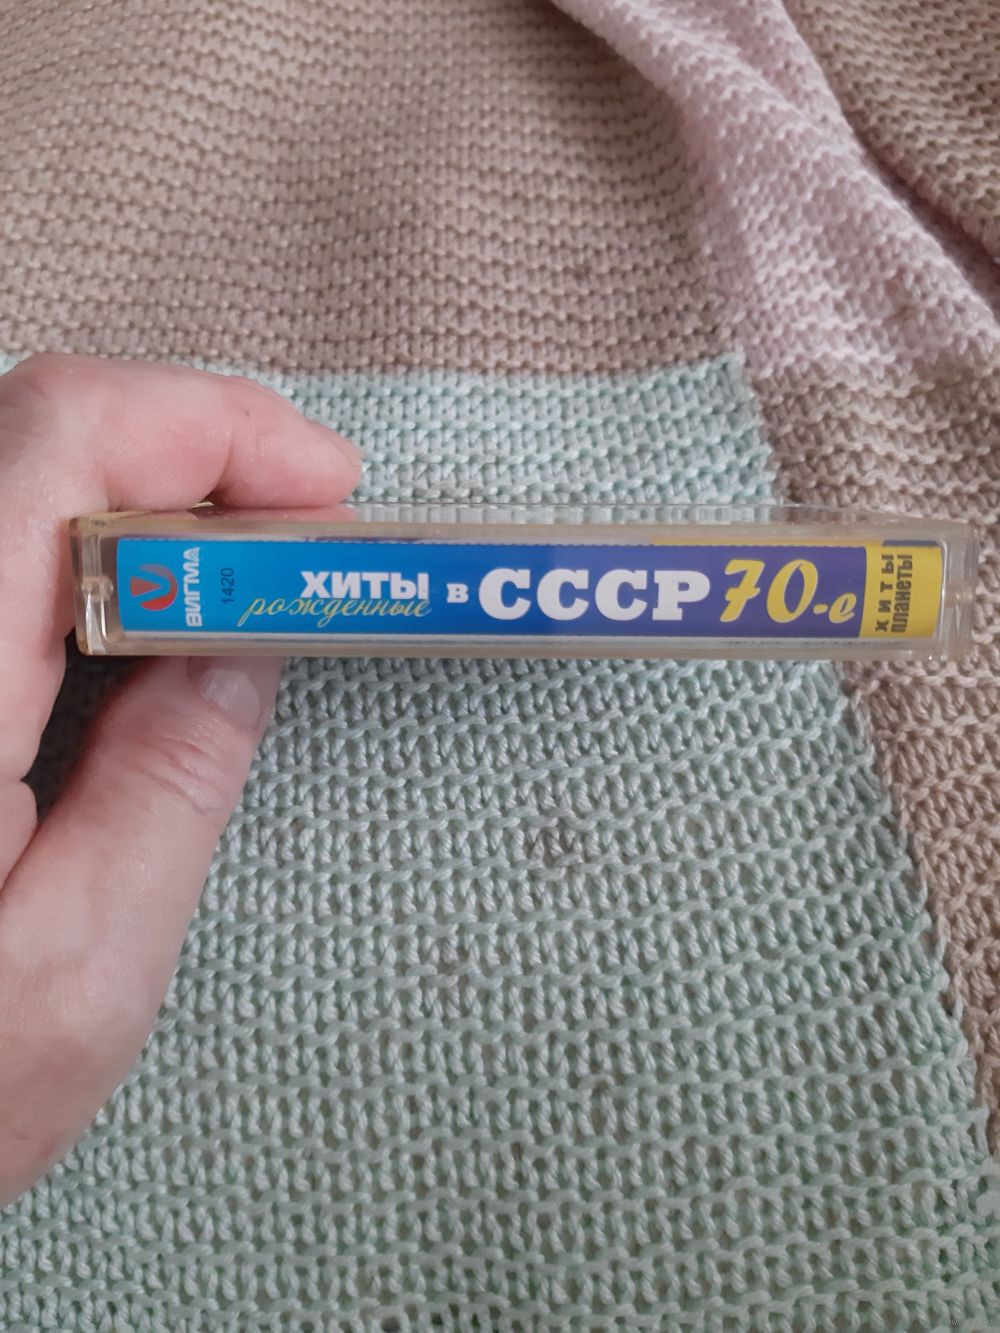 ВИГМА
1420
ХИТЫ
рожденные
в СССР 70-е
ХИТЫ
планеты